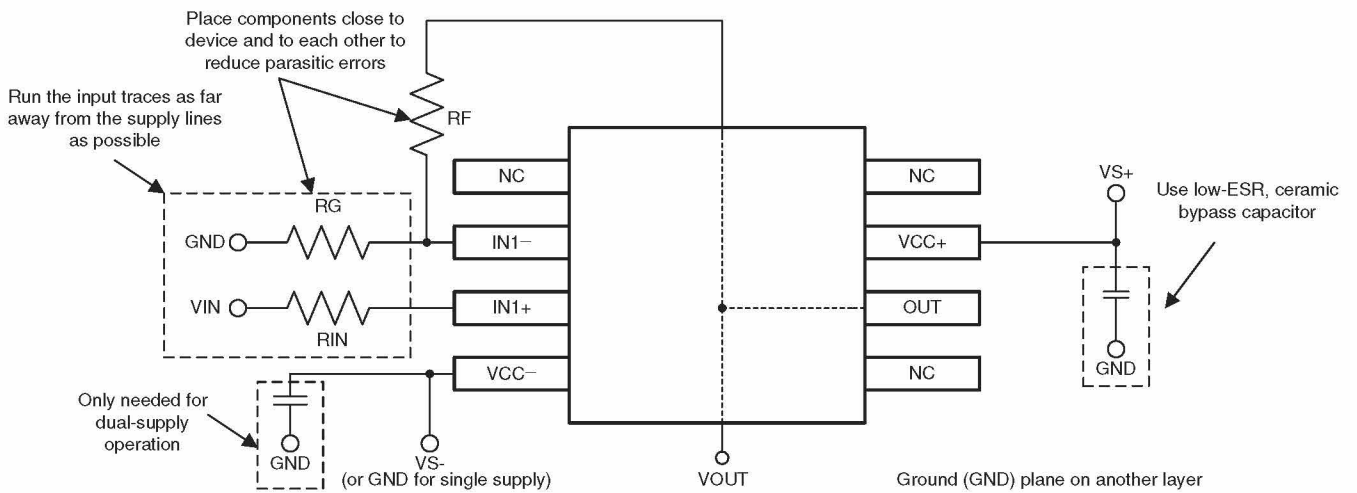 Place components close to
device and to each other to
reduce parasitic errors
Run the input traces as far
away from the supply lines
as possible
RF
NC
NC
VS+
Use low-ESR, ceramic
bypass capacitor
RG
GND
IN1−
VCC+
VIN
IN1+
OUT
RIN
GND
VCC−
NC
Only needed for
dual-supply
operation
GND
VS-
(or GND for single supply)
VOUT
Ground (GND) plane on another layer